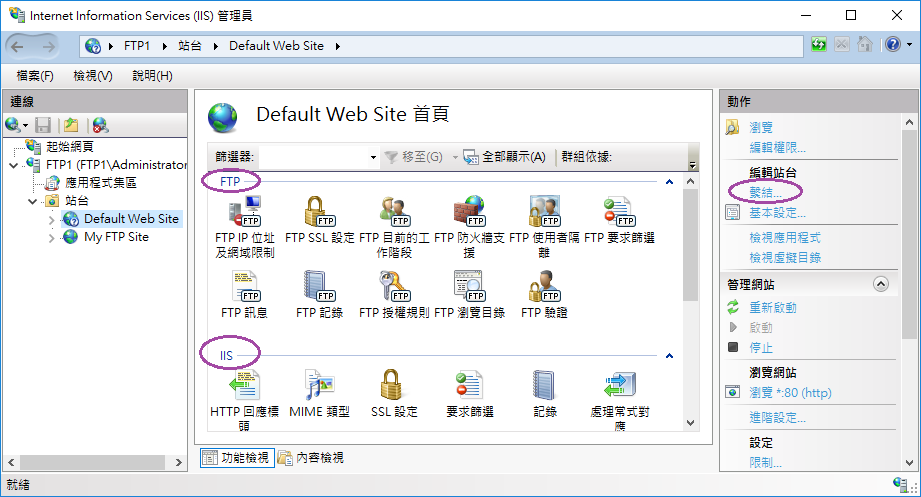 Internet Information Services (IIS) 管理員
FTP1 站台 Default Web Site
檔案(F) 檢視(V) 說明(H)
連線
起始網頁
FTP1 (FTP1\Administrator
應用程式集區
站台
Default Web Site
My FTP Site
Default Web Site 首頁
篩選器: 移至(G) 全部顯示(A) 群組依據:
FTP
FTP IP 位址及網域限制
FTP SSL 設定
FTP 目前的工作階段
FTP 防火牆支援
FTP 使用者隔離
FTP 要求篩選
FTP 訊息
FTP 記錄
FTP 授權規則
FTP 瀏覽目錄
FTP 驗證
IIS
HTTP 回應標頭
MIME 類型
SSL 設定
要求篩選
記錄
處理常式對應
功能檢視 內容檢視
動作
瀏覽
編輯權限...
編輯站台
繫結...
基本設定...
檢視應用程式
檢視虛擬目錄
管理網站
重新啟動
啟動
停止
瀏覽網站
瀏覽 *:80 (http)
進階設定...
設定
限制...
就緒